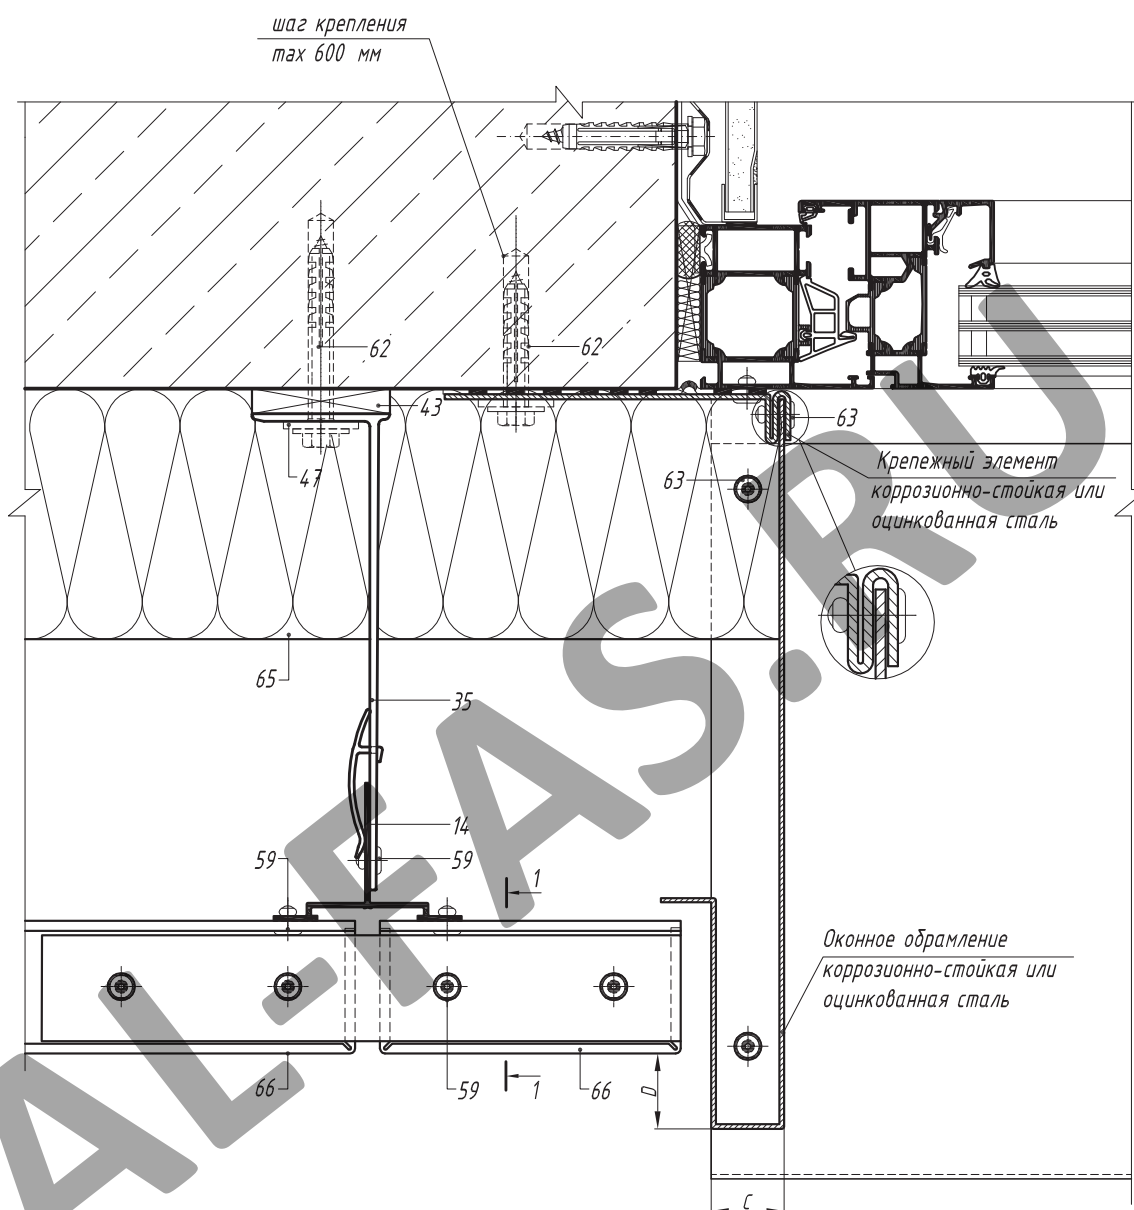 шаг крепления
max 600 мм
62
62
43
47
63
63
Крепежный элемент
коррозионно-стойкая или
оцинкованная сталь
65
35
14
59
59
1
Оконное обрамление
коррозионно-стойкая или
оцинкованная сталь
66
59
1
66
D
C
AL-FAS.RU